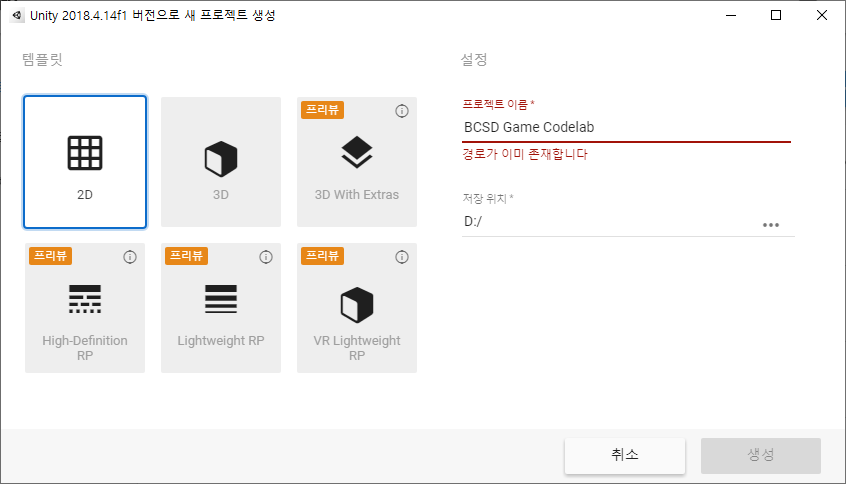 Unity 2018.4.14f1 버전으로 새 프로젝트 생성
템플릿
2D
3D
프리뷰
3D With Extras
프리뷰
High-Definition
RP
프리뷰
Lightweight RP
프리뷰
VR Lightweight
RP
설정
프로젝트 이름 *
BCSD Game Codelab
경로가 이미 존재합니다
저장 위치 *
D:/
취소
생성